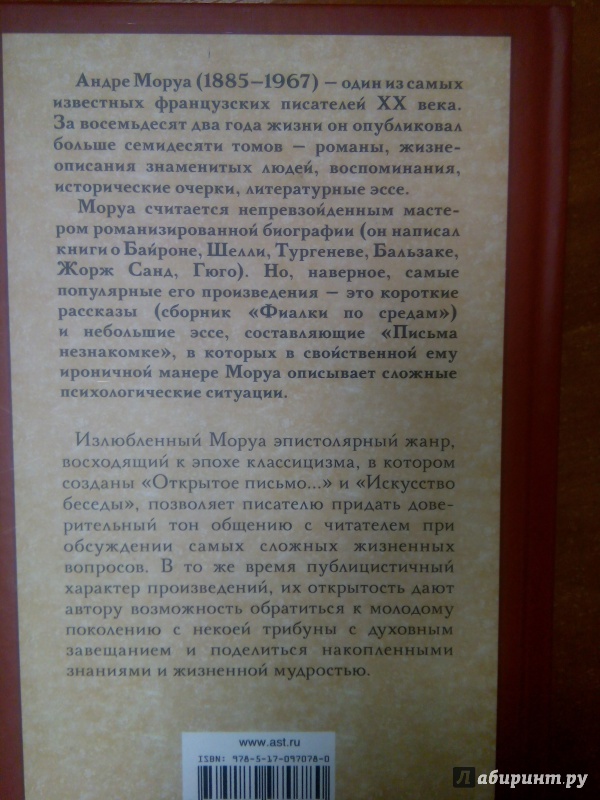 Андре Моруа (1885–1967) – один из самых
известных французских писателей XX века.
За восемьдесят два года жизни он опубликовал
больше семидесяти томов – романы, жизне-
описания знаменитых людей, воспоминания,
исторические очерки, литературные эссе.
Моруа считается непревзойденным масте-
ром романизированной биографии (он написал
книги о Байроне, Шелли, Тургеневе, Бальзаке,
Жорж Санд, Гюго). Но, наверное, самые
популярные его произведения – это короткие
рассказы (сборник «Фиалки по средам»)
и небольшие эссе, составляющие «Письма
незнакомке», в которых в свойственной ему
ироничной манере Моруа описывает сложные
психологические ситуации.
Излюбленный Моруа эпистолярный жанр,
восходящий к эпохе классицизма, в котором
созданы «Открытое письмо...» и «Искусство
беседы», позволяет писателю придать дове-
рительный тон общению с читателем при
обсуждении самых сложных жизненных
вопросов. В то же время публицистичный
характер произведений, их открытость дают
автору возможность обратиться к молодому
поколению с некоей трибуны с духовным
завещанием и поделиться накопленными
знаниями и жизненной мудростью.
www.ast.ru
ISBN: 978-5-17-097078-0
Лабиринт.ру